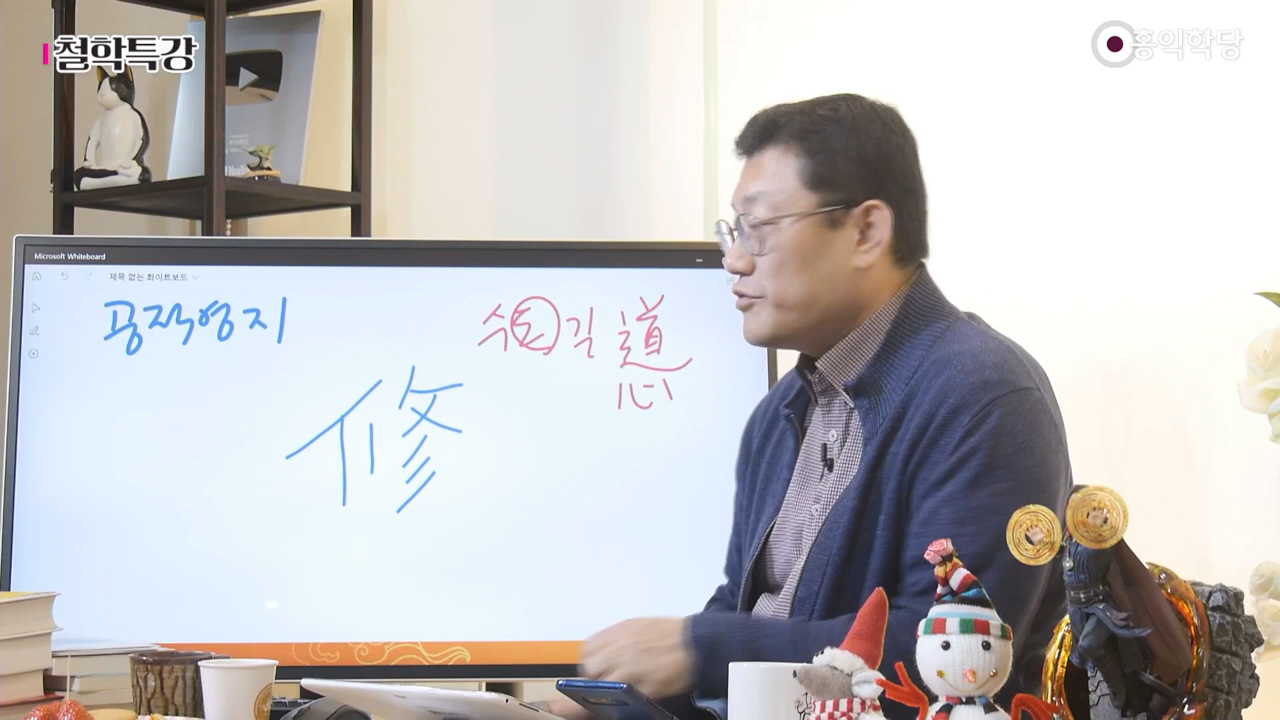 철학특강
홍익학당
Microsoft Whiteboard
제목 없는 화이트보드
공작영지
수도 길 道
心
修